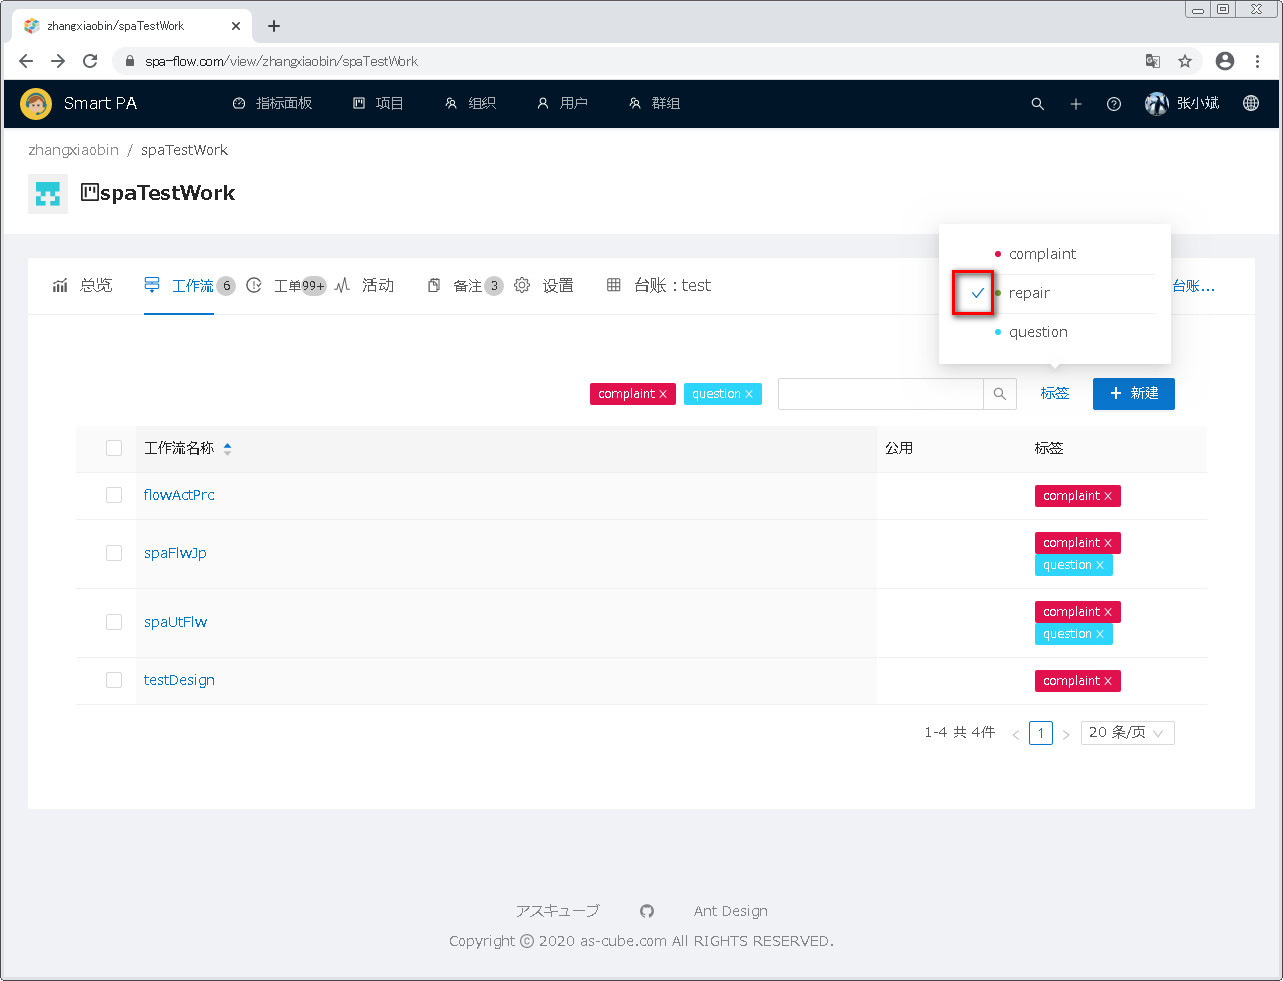 zhangxiaobin/spaTestWork
spa-flow.com/view/zhangxiaobin/spaTestWork
Smart PA 指标面板 项目 组织 用户 群组 张小斌
zhangxiaobin / spaTestWork
spaTestWork
总览 工作流 6 工单 99+ 活动 备注 3 设置 台账：test 台账...
complaint
repair
question
complaint × question × 标签 + 新建
工作流名称 公用 标签
flowActPrc complaint ×
spaFlwJp complaint ×
question ×
spaUtFlw complaint ×
question ×
testDesign complaint ×
1-4 共 4件 < 1 > 20 条/页
アスキューブ Ant Design
Copyright © 2020 as-cube.com All RIGHTS RESERVED.